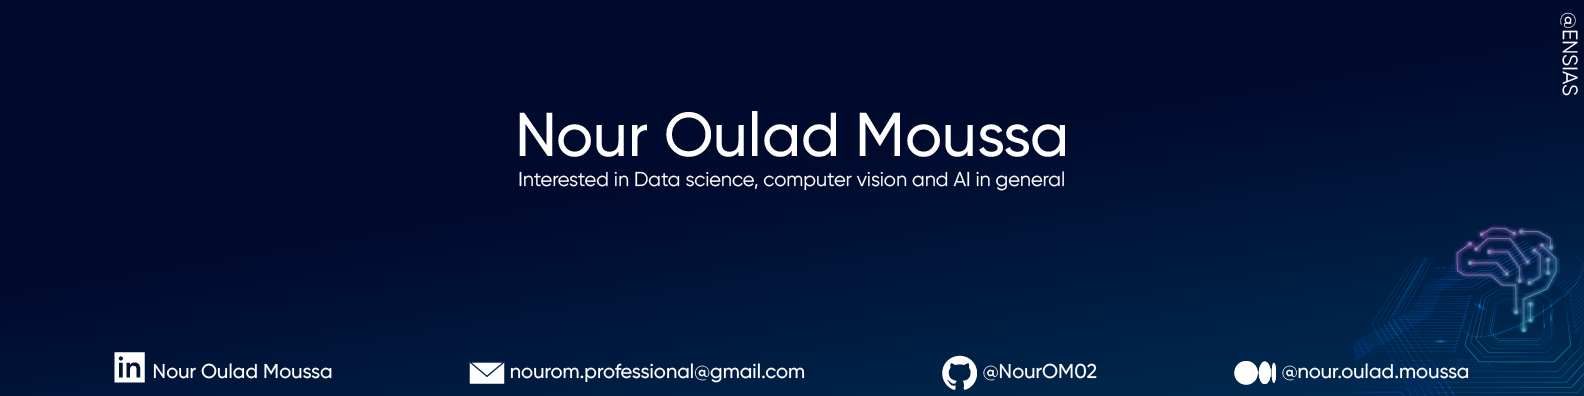 @ENSIAS
Nour Oulad Moussa
Interested in Data science, computer vision and AI in general
in Nour Oulad Moussa
nourom.professional@gmail.com
@NourOM02
@nour.oulad.moussa